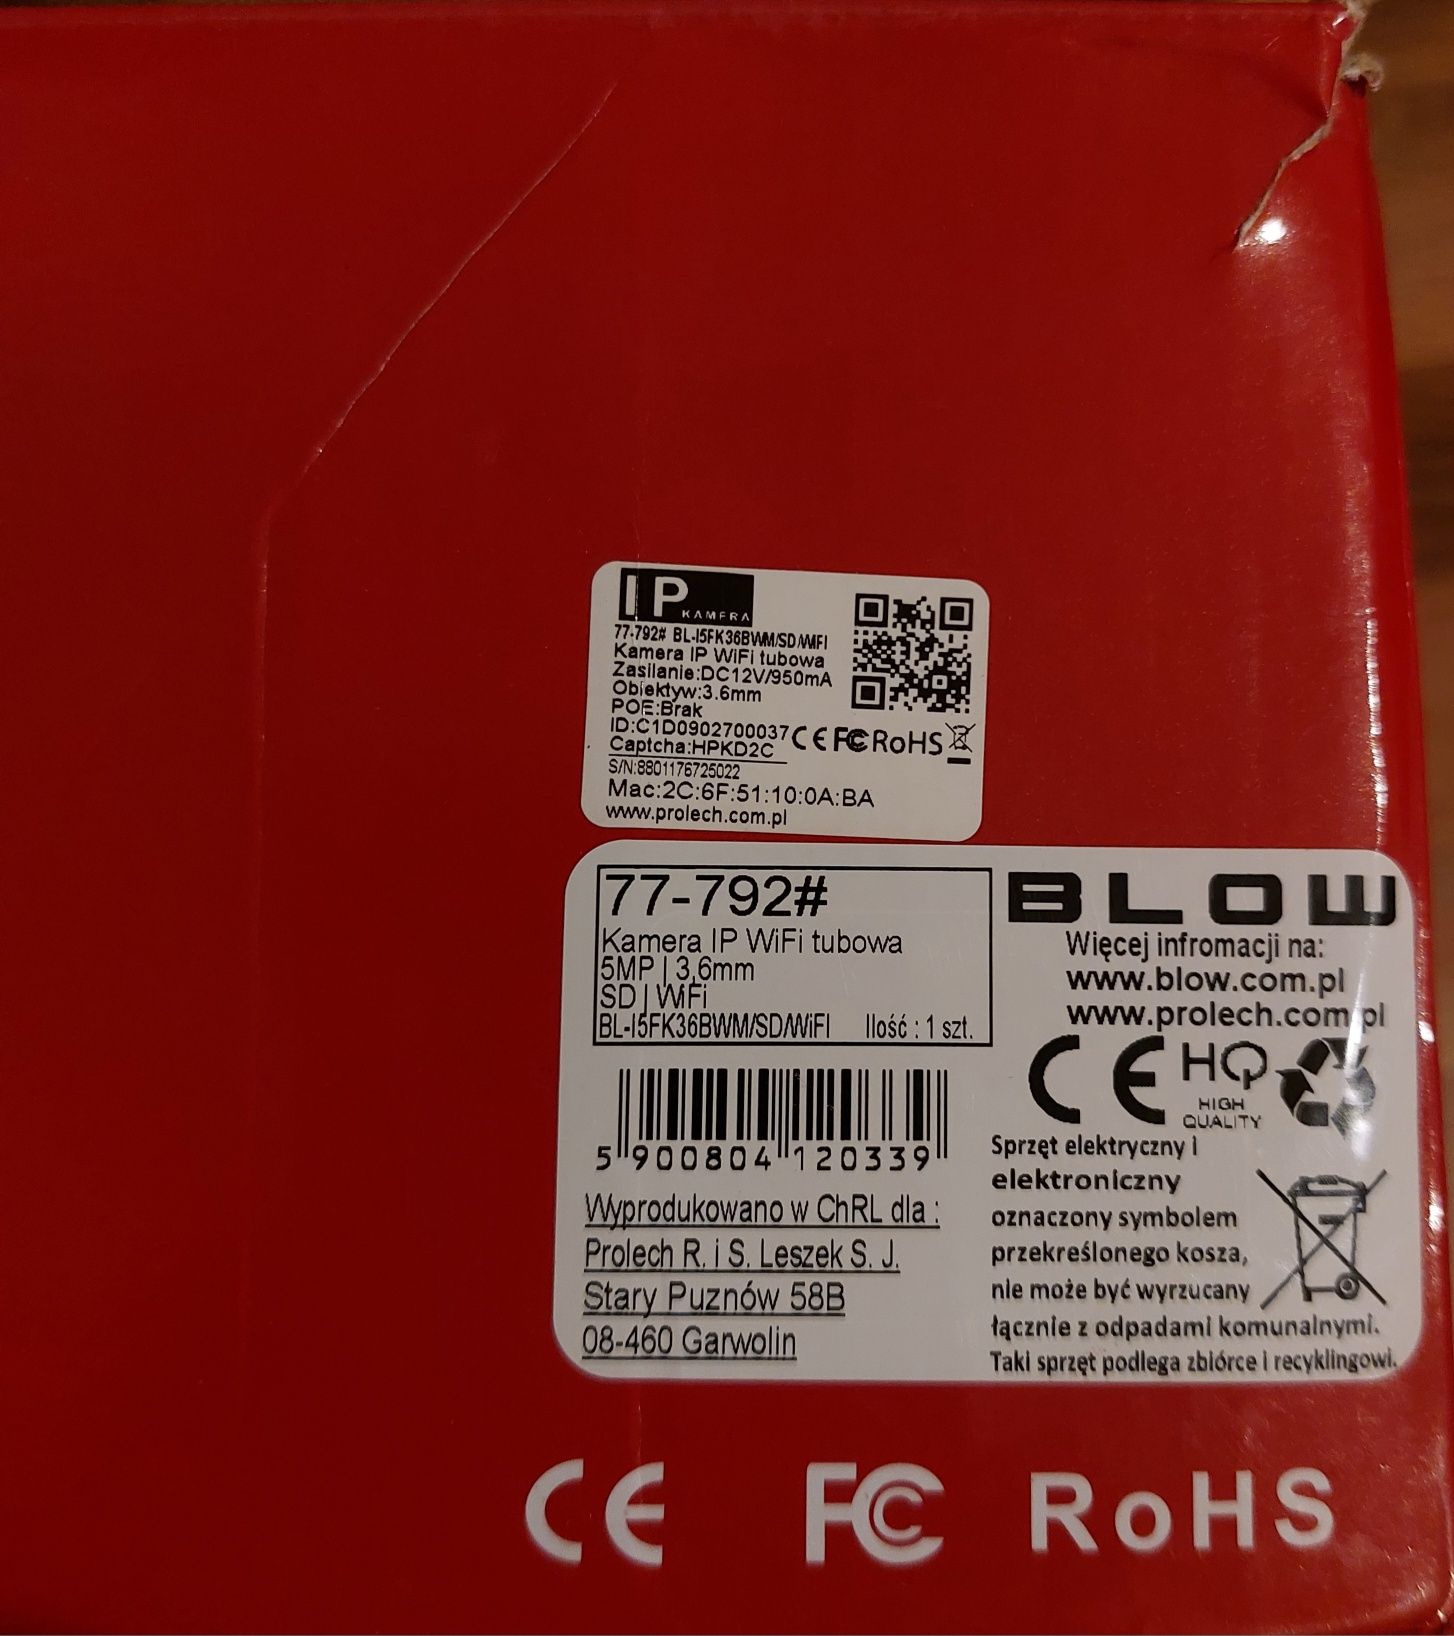 IP KAMERA
77-792# BL-I5FK36BWM/SD/WiFI
Kamera IP WiFi tubowa
Zasilanie:DC12V/950mA
Obiektyw:3.6mm
POE:Brak
ID:C1D0902700037
Captcha:HPKD2C
CE FC RoHS
S/N:8801176725022
Mac:2C:6F:51:10:0A:BA
www.prolech.com.pl
77-792#
Kamera IP WiFi tubowa
5MP | 3,6mm
SD | WiFi
BL-I5FK36BWM/SD/WiFI Ilość : 1 szt.
5 900804 120339
Wyprodukowano w ChRL dla :
Prolech R. i S. Leszek S. J.
Stary Puznów 58B
08-460 Garwolin
BLOW
Więcej infromacji na:
www.blow.com.pl
www.prolech.com.pl
CE HQ
HIGH
QUALITY
Sprzęt elektryczny i
elektroniczny
oznaczony symbolem
przekreślonego kosza,
nie może być wyrzucany
łącznie z odpadami komunalnymi.
Taki sprzęt podlega zbiórce i recyklingowi.
CE FC RoHS